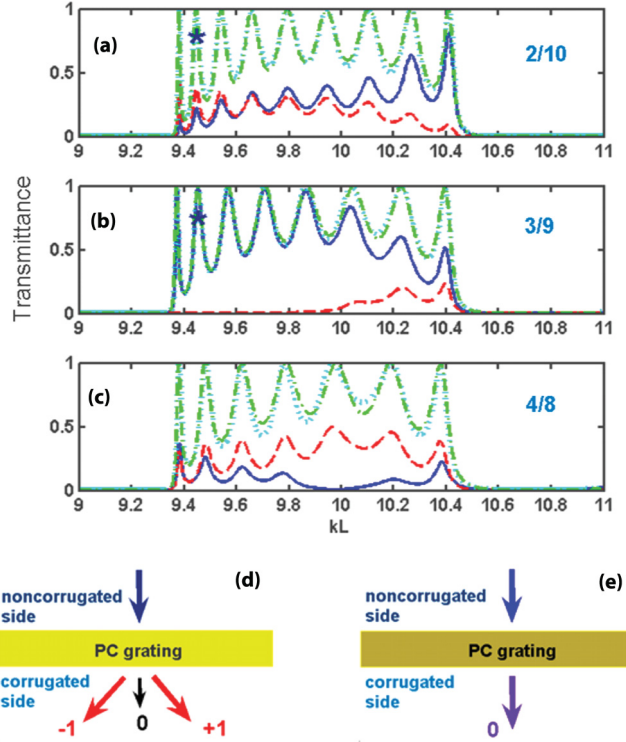 Transmittance
(a)
2/10
1
0.5
0
9 9.2 9.4 9.6 9.8 10 10.2 10.4 10.6 10.8 11
(b)
3/9
1
0.5
0
9 9.2 9.4 9.6 9.8 10 10.2 10.4 10.6 10.8 11
(c)
4/8
1
0.5
0
9 9.2 9.4 9.6 9.8 10 10.2 10.4 10.6 10.8 11
kL
(d)
noncorrugated
side
PC grating
corrugated
side
-1
0
+1
(e)
noncorrugated
side
PC grating
corrugated
side
0